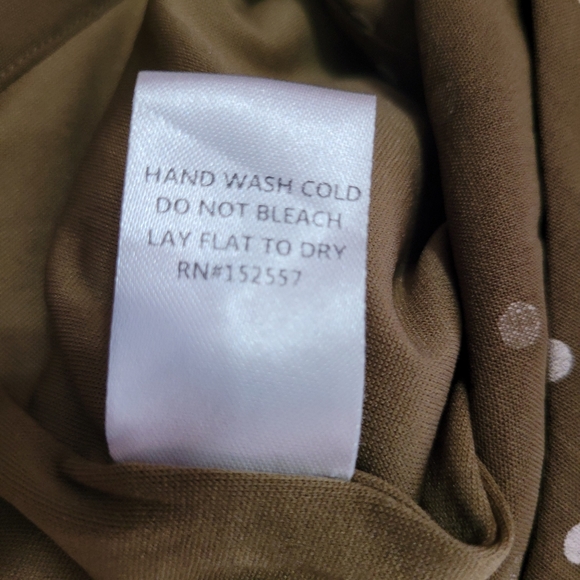 HAND WASH COLD
DO NOT BLEACH
LAY FLAT TO DRY
RN#152557